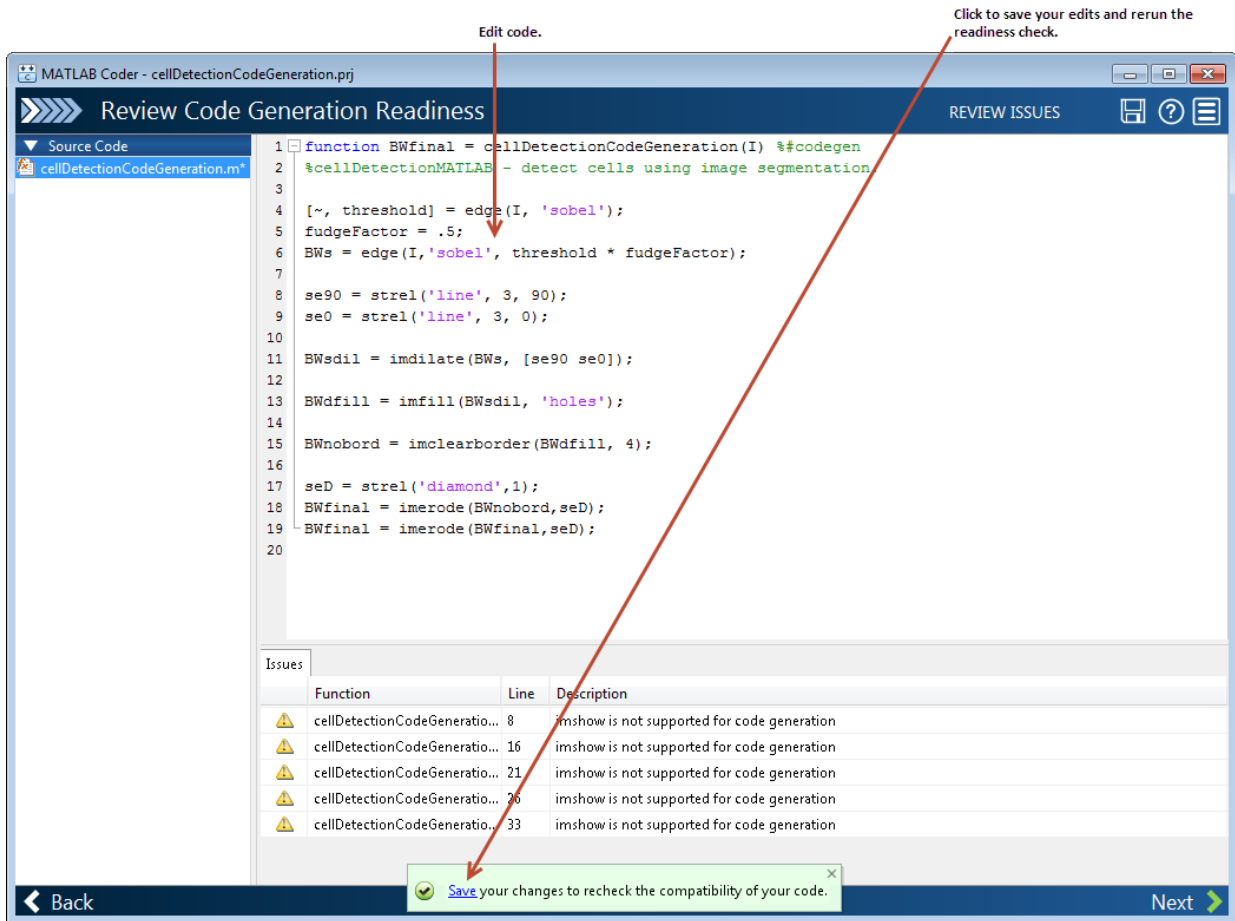 Click to save your edits and rerun the
readiness check.
Edit code.
MATLAB Coder - cellDetectionCodeGeneration.prj
Review Code Generation Readiness
REVIEW ISSUES
Source Code
cellDetectionCodeGeneration.m*
1 function BWfinal = cellDetectionCodeGeneration(I) %#codegen
2 %cellDetectionMATLAB - detect cells using image segmentation.
3
4 [~, threshold] = edge(I, 'sobel');
5 fudgeFactor = .5;
6 BWs = edge(I,'sobel', threshold * fudgeFactor);
7
8 se90 = strel('line', 3, 90);
9 se0 = strel('line', 3, 0);
10
11 BWsdil = imdilate(BWs, [se90 se0]);
12
13 BWdfill = imfill(BWsdil, 'holes');
14
15 BWnobord = imclearborder(BWdfill, 4);
16
17 seD = strel('diamond',1);
18 BWfinal = imerode(BWnobord,seD);
19 BWfinal = imerode(BWfinal,seD);
20
Issues
Function Line Description
cellDetectionCodeGeneratio... 8 imshow is not supported for code generation
cellDetectionCodeGeneratio... 16 imshow is not supported for code generation
cellDetectionCodeGeneratio... 21 imshow is not supported for code generation
cellDetectionCodeGeneratio... 26 imshow is not supported for code generation
cellDetectionCodeGeneratio... 33 imshow is not supported for code generation
Save your changes to recheck the compatibility of your code.
Back
Next